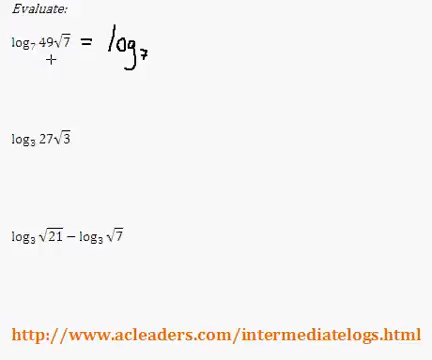 Evaluate:
log₇ 49√7 = log₇
log₃ 27√3
log₃ √21 − log₃ √7
http://www.acleaders.com/intermediatelogs.html